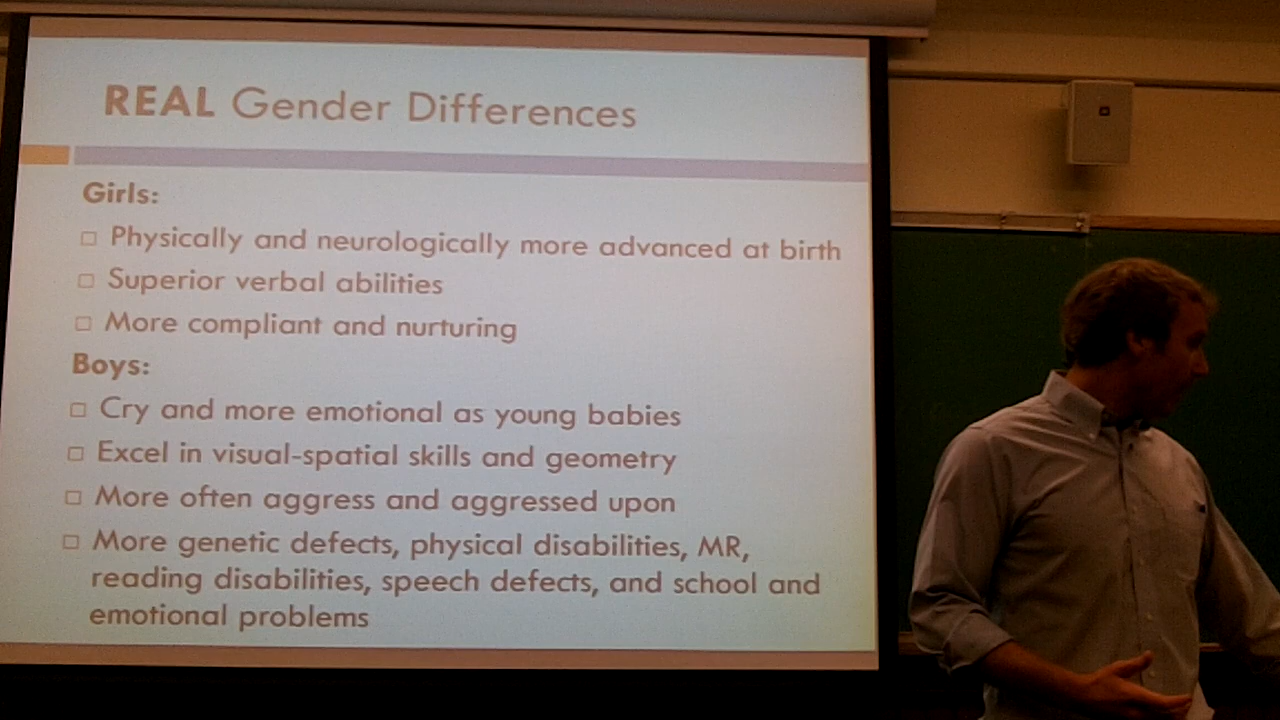 REAL Gender Differences
Girls:
Physically and neurologically more advanced at birth
Superior verbal abilities
More compliant and nurturing
Boys:
Cry and more emotional as young babies
Excel in visual-spatial skills and geometry
More often aggress and aggressed upon
More genetic defects, physical disabilities, MR,
reading disabilities, speech defects, and school and
emotional problems